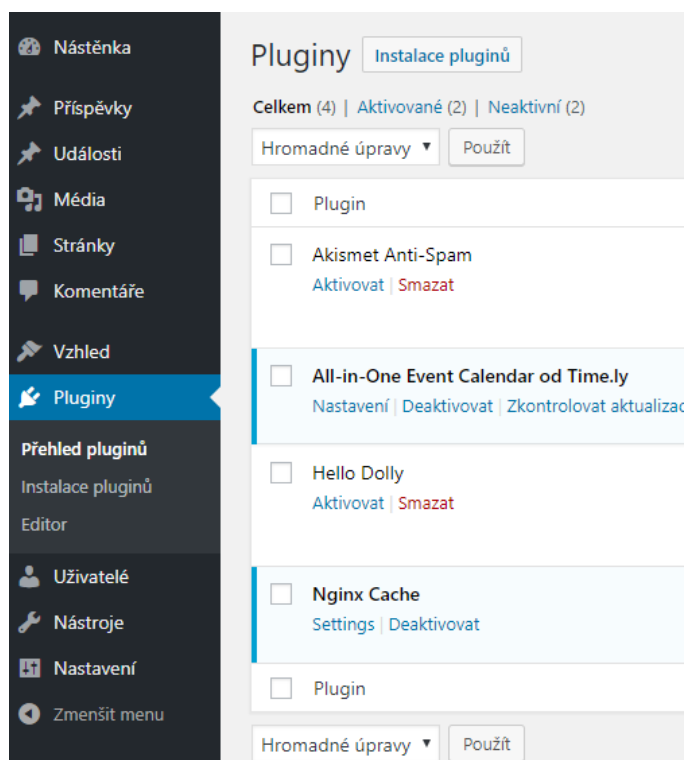 Nástěnka
Příspěvky
Události
Média
Stránky
Komentáře
Vzhled
Pluginy
Přehled pluginů
Instalace pluginů
Editor
Uživatelé
Nástroje
Nastavení
Zmenšit menu
Pluginy Instalace pluginů
Celkem (4) | Aktivované (2) | Neaktivní (2)
Hromadné úpravy Použít
Plugin
Akismet Anti-Spam
Aktivovat | Smazat
All-in-One Event Calendar od Time.ly
Nastavení | Deaktivovat | Zkontrolovat aktualizac
Hello Dolly
Aktivovat | Smazat
Nginx Cache
Settings | Deaktivovat
Plugin
Hromadné úpravy Použít